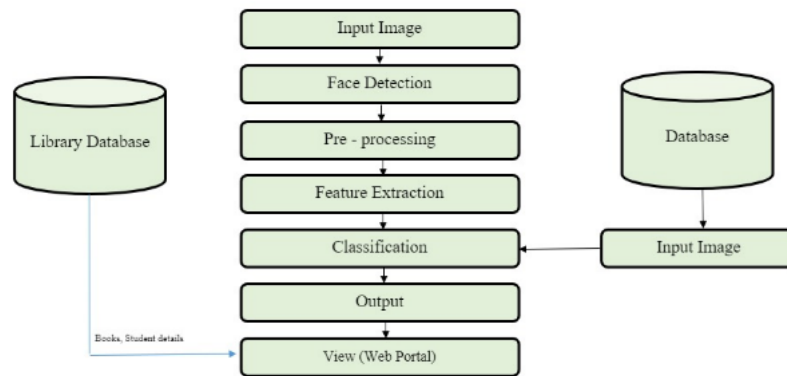 Input Image
Face Detection
Library Database
Database
Pre - processing
Feature Extraction
Classification
Input Image
Output
Books, Student details
View (Web Portal)